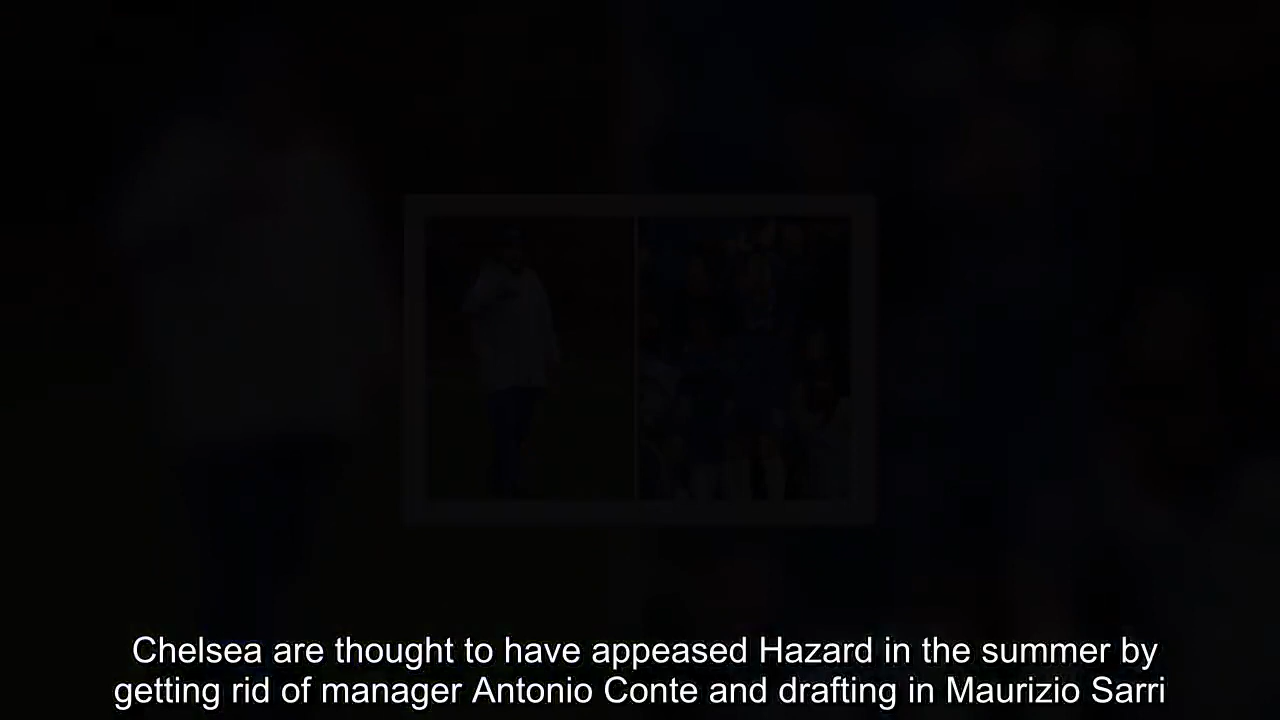 Chelsea are thought to have appeased Hazard in the summer by
getting rid of manager Antonio Conte and drafting in Maurizio Sarri